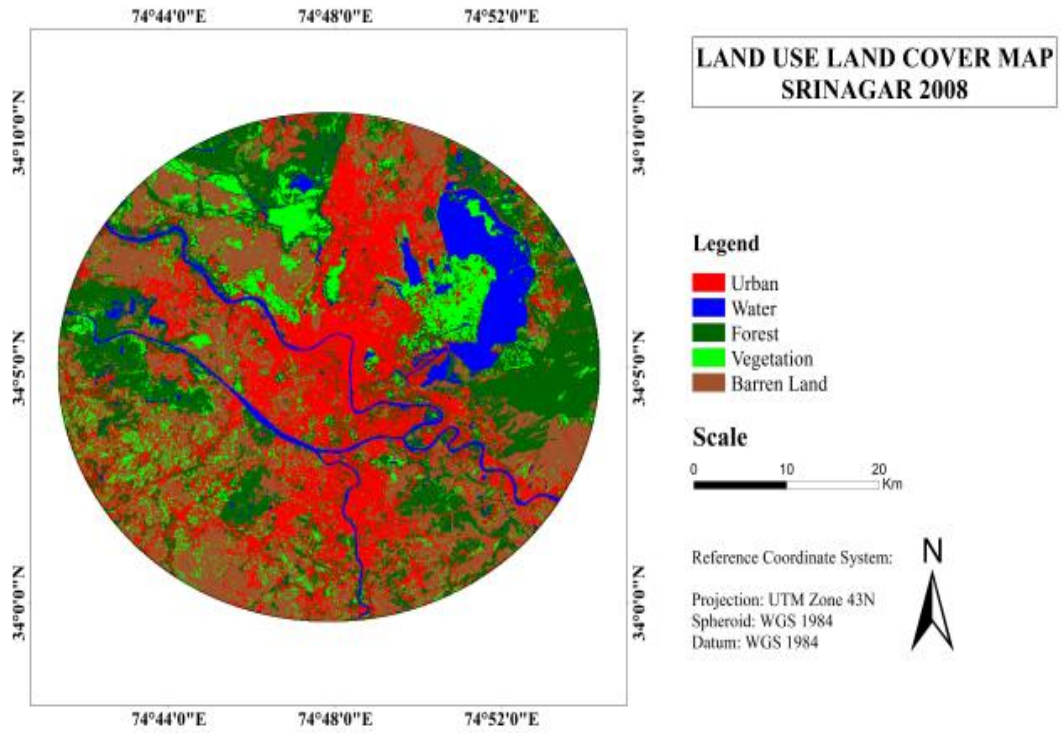 74°44'0"E 74°48'0"E 74°52'0"E
34°10'0"N 34°10'0"N
34°5'0"N 34°5'0"N
34°0'0"N 34°0'0"N
74°44'0"E 74°48'0"E 74°52'0"E
LAND USE LAND COVER MAP
SRINAGAR 2008
Legend
Urban
Water
Forest
Vegetation
Barren Land
Scale
0 10 20
Km
Reference Coordinate System:
Projection: UTM Zone 43N
Spheroid: WGS 1984
Datum: WGS 1984
N